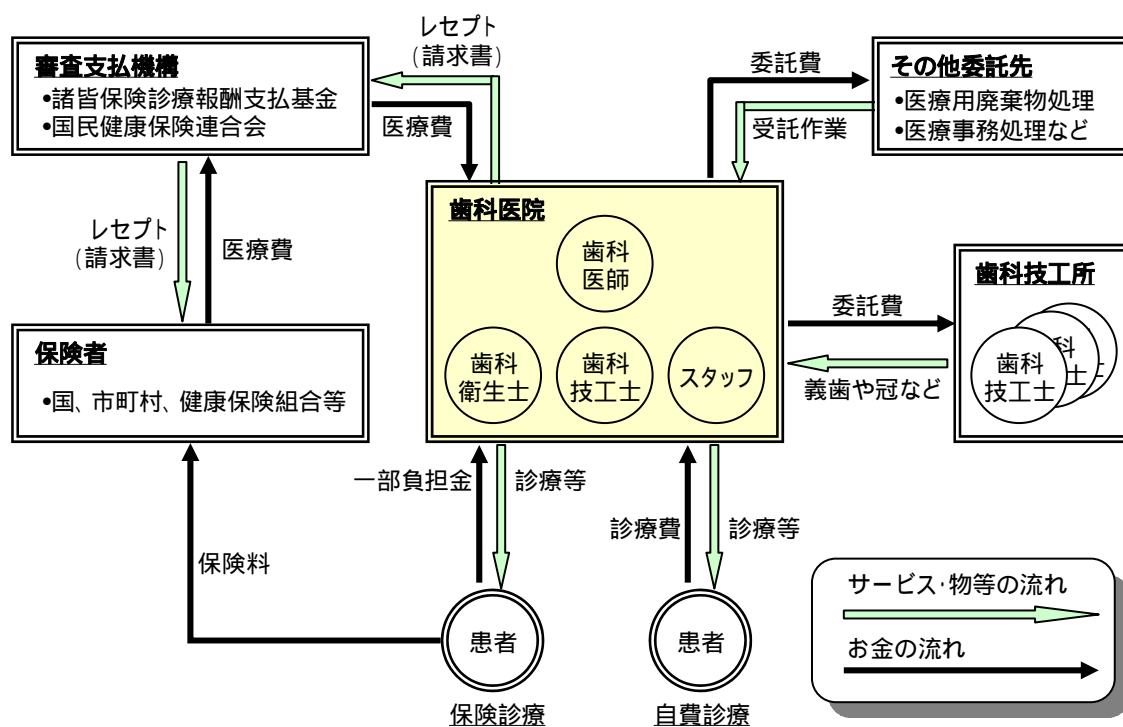 レセプト
(請求書)
審査支払機構
•諸皆保険診療報酬支払基金
•国民健康保険連合会
医療費
委託費
受託作業
その他委託先
•医療用廃棄物処理
•医療事務処理など
レセプト
(請求書)
医療費
歯科医院
歯科
医師
歯科
衛生士
歯科
技工士
スタッフ
委託費
義歯や冠など
歯科技工所
歯科
技工士
科
士
士
保険者
•国、市町村、健康保険組合等
一部負担金
診療等
診療費
診療等
保険料
患者
保険診療
患者
自費診療
サービス・物等の流れ
お金の流れ